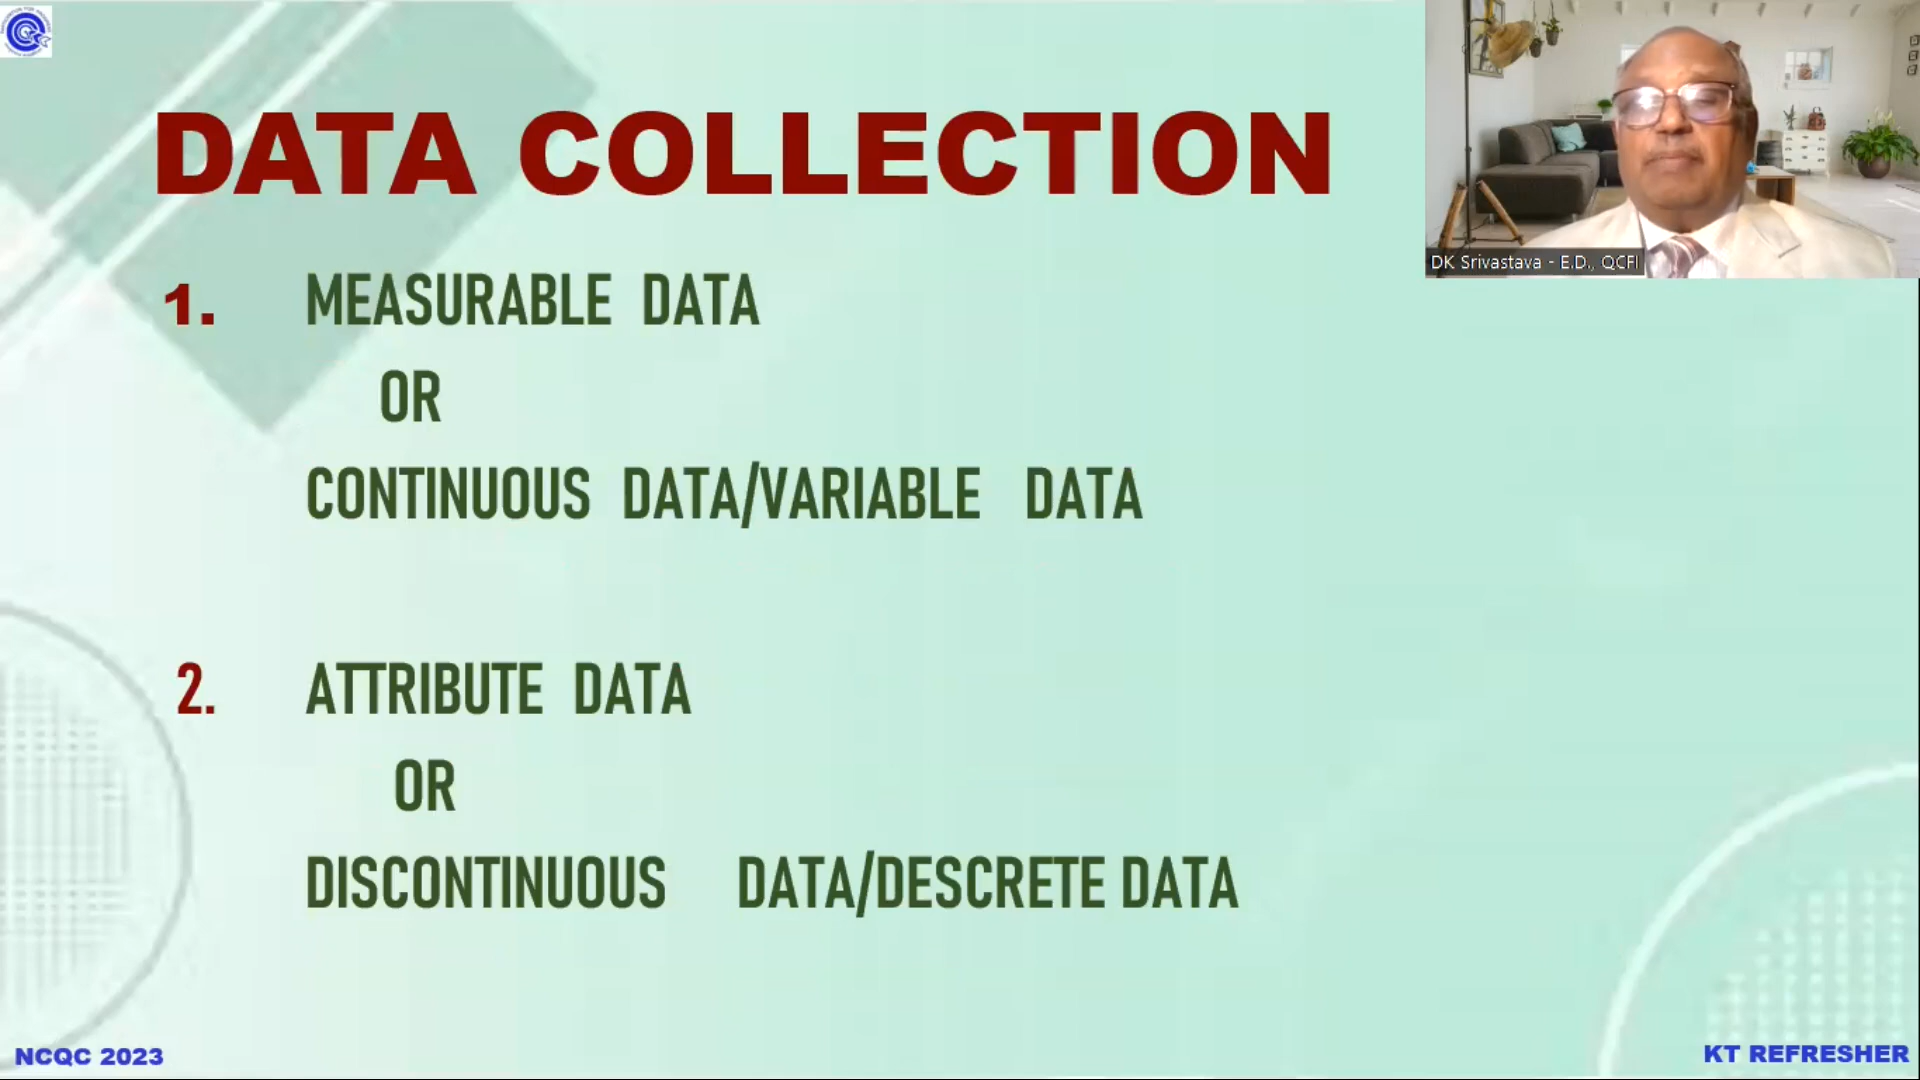 DATA COLLECTION
1. MEASURABLE DATA
OR
CONTINUOUS DATA/VARIABLE DATA
2. ATTRIBUTE DATA
OR
DISCONTINUOUS DATA/DESCRETE DATA
DK Srivastava - E.D., QCFI
NCQC 2023
KT REFRESHER